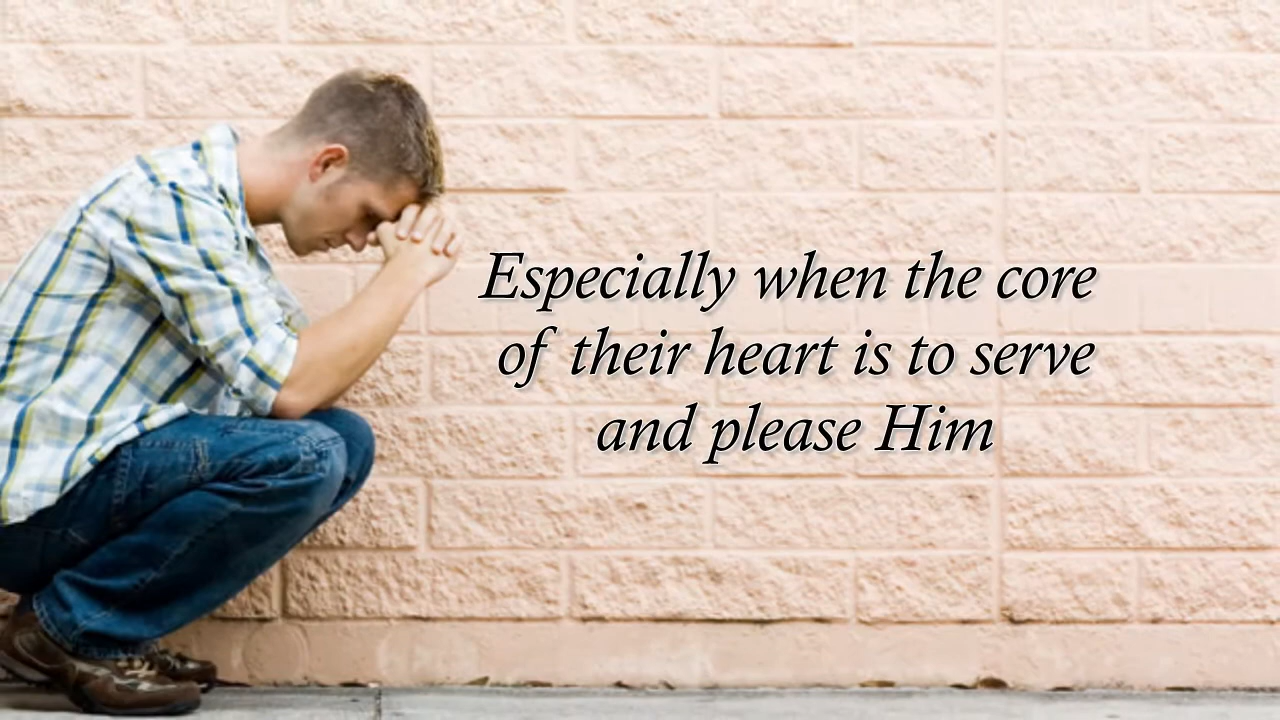 Especially when the core
of their heart is to serve
and please Him